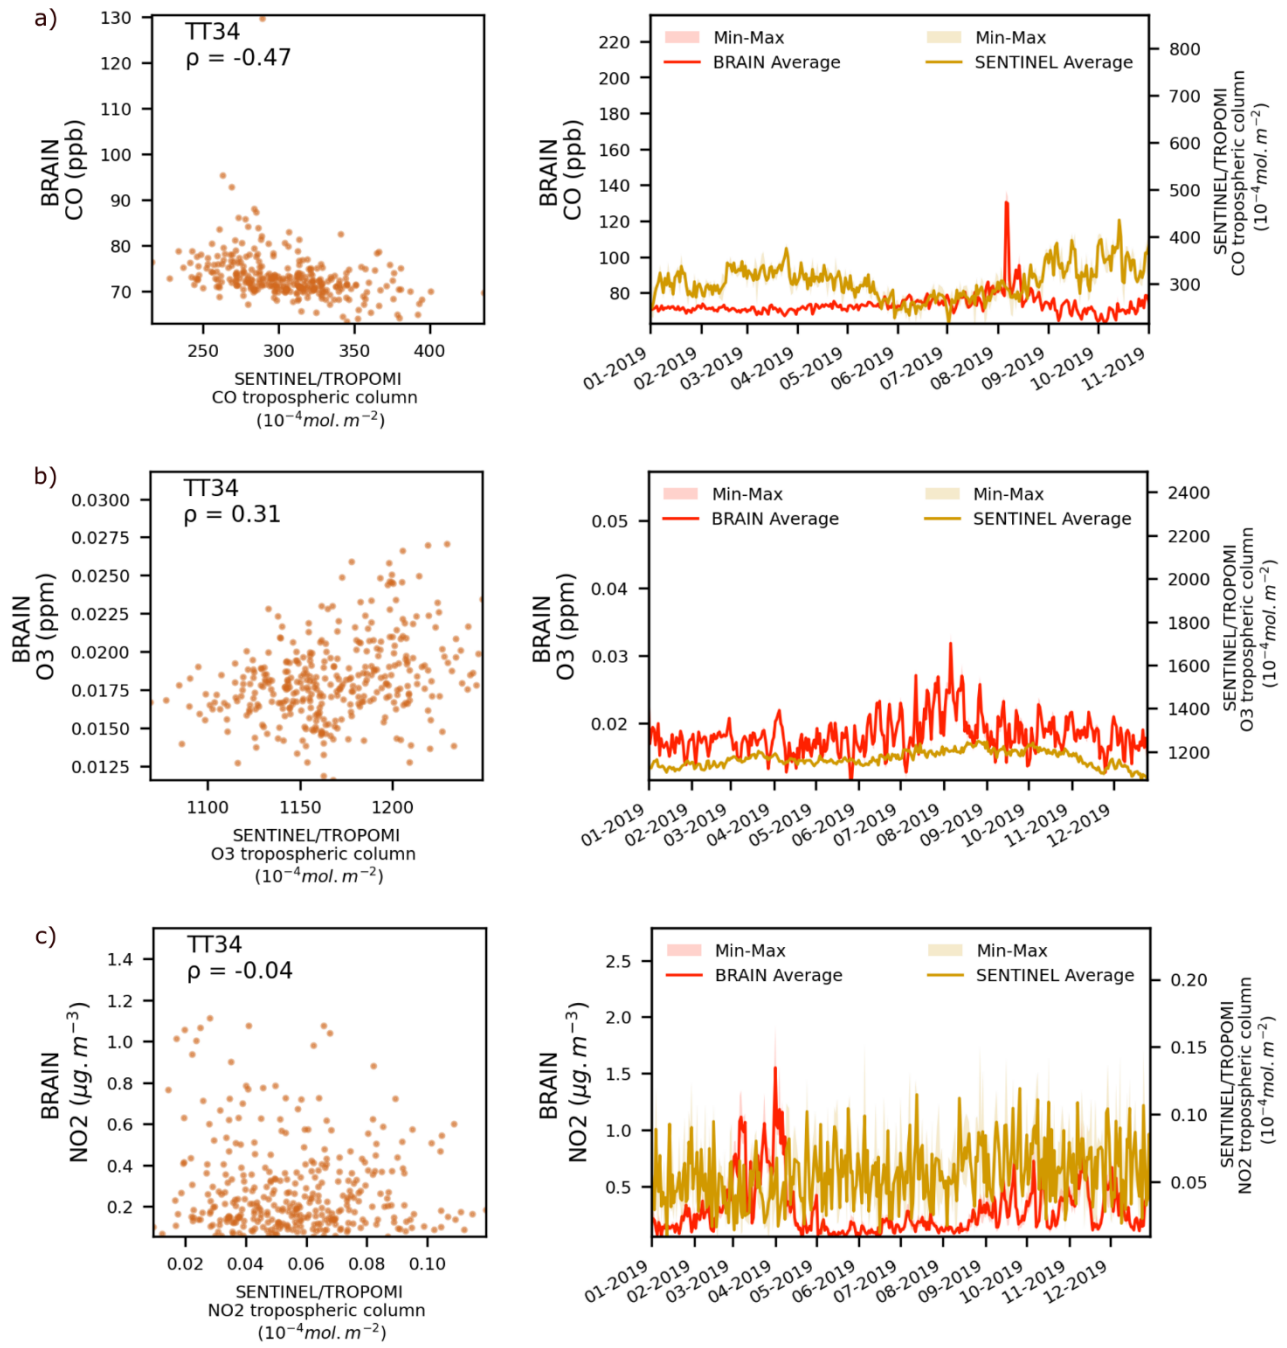 a)
TT34
ρ = -0.47
130
120
110
100
90
80
70
BRAIN
CO (ppb)
250 300 350 400
SENTINEL/TROPOMI
CO tropospheric column
(10⁻⁴mol.m⁻²)
Min-Max
BRAIN Average
Min-Max
SENTINEL Average
220
200
180
160
140
120
100
80
BRAIN
CO (ppb)
800
700
600
500
400
300
SENTINEL/TROPOMI
CO tropospheric column
(10⁻⁴mol.m⁻²)
01-2019 02-2019 03-2019 04-2019 05-2019 06-2019 07-2019 08-2019 09-2019 10-2019 11-2019
b)
TT34
ρ = 0.31
0.0300
0.0275
0.0250
0.0225
0.0200
0.0175
0.0150
0.0125
BRAIN
O3 (ppm)
1100 1150 1200
SENTINEL/TROPOMI
O3 tropospheric column
(10⁻⁴mol.m⁻²)
Min-Max
BRAIN Average
Min-Max
SENTINEL Average
0.05
0.04
0.03
0.02
BRAIN
O3 (ppm)
2400
2200
2000
1800
1600
1400
1200
SENTINEL/TROPOMI
O3 tropospheric column
(10⁻⁴mol.m⁻²)
01-2019 02-2019 03-2019 04-2019 05-2019 06-2019 07-2019 08-2019 09-2019 10-2019 11-2019 12-2019
c)
TT34
ρ = -0.04
1.4
1.2
1.0
0.8
0.6
0.4
0.2
BRAIN
NO2 (μg.m⁻³)
0.02 0.04 0.06 0.08 0.10
SENTINEL/TROPOMI
NO2 tropospheric column
(10⁻⁴mol.m⁻²)
Min-Max
BRAIN Average
Min-Max
SENTINEL Average
2.5
2.0
1.5
1.0
0.5
BRAIN
NO2 (μg.m⁻³)
0.20
0.15
0.10
0.05
SENTINEL/TROPOMI
NO2 tropospheric column
(10⁻⁴mol.m⁻²)
01-2019 02-2019 03-2019 04-2019 05-2019 06-2019 07-2019 08-2019 09-2019 10-2019 11-2019 12-2019